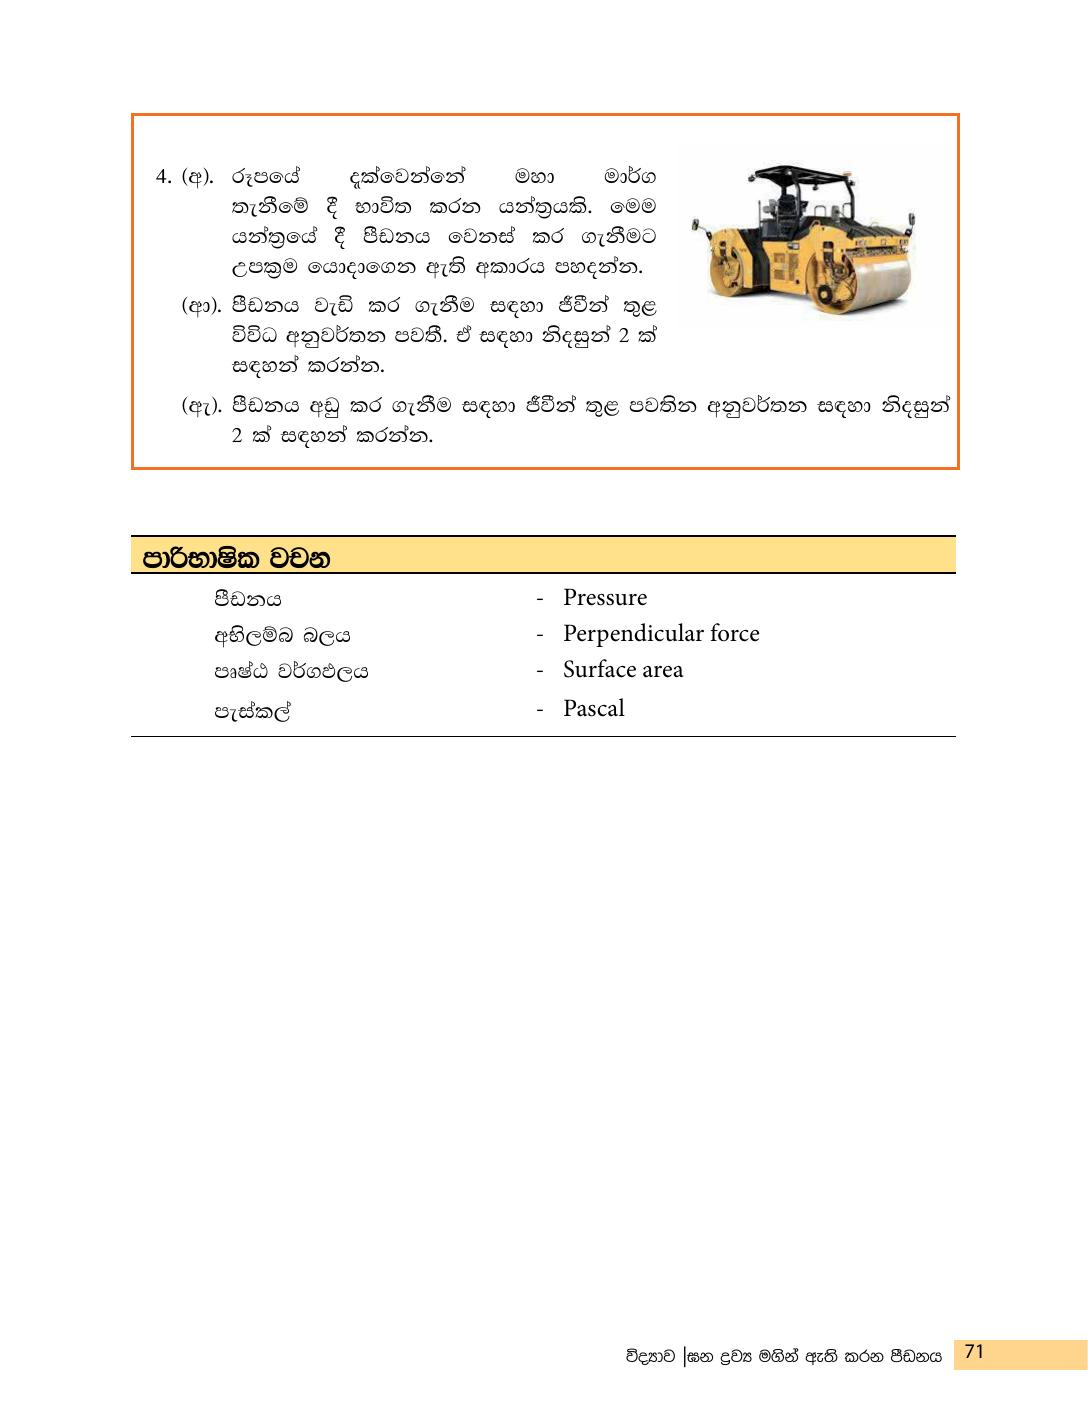 4. (අ). රූපයේ දැක්වෙන්නේ මහා මාර්ග
තැනීමේ දී භාවිත කරන යන්ත්‍රයකි. මෙම
යන්ත්‍රයේ දී පීඩනය වෙනස් කර ගැනීමට
උපක්‍රම යොදාගෙන ඇති අකාරය පහදන්න.
(ආ). පීඩනය වැඩි කර ගැනීම සඳහා ජීවීන් තුළ
විවිධ අනුවර්තන පවතී. ඒ සඳහා නිදසුන් 2 ක්
සඳහන් කරන්න.
(ඇ). පීඩනය අඩු කර ගැනීම සඳහා ජීවීන් තුළ පවතින අනුවර්තන සඳහා නිදසුන්
2 ක් සඳහන් කරන්න.
පාරිභාෂික වචන
පීඩනය - Pressure
අභිලම්බ බලය - Perpendicular force
පෘෂ්ඨ වර්ගඵලය - Surface area
පැස්කල් - Pascal
විද්‍යාව |ඝන ද්‍රව්‍ය මගින් ඇති කරන පීඩනය 71